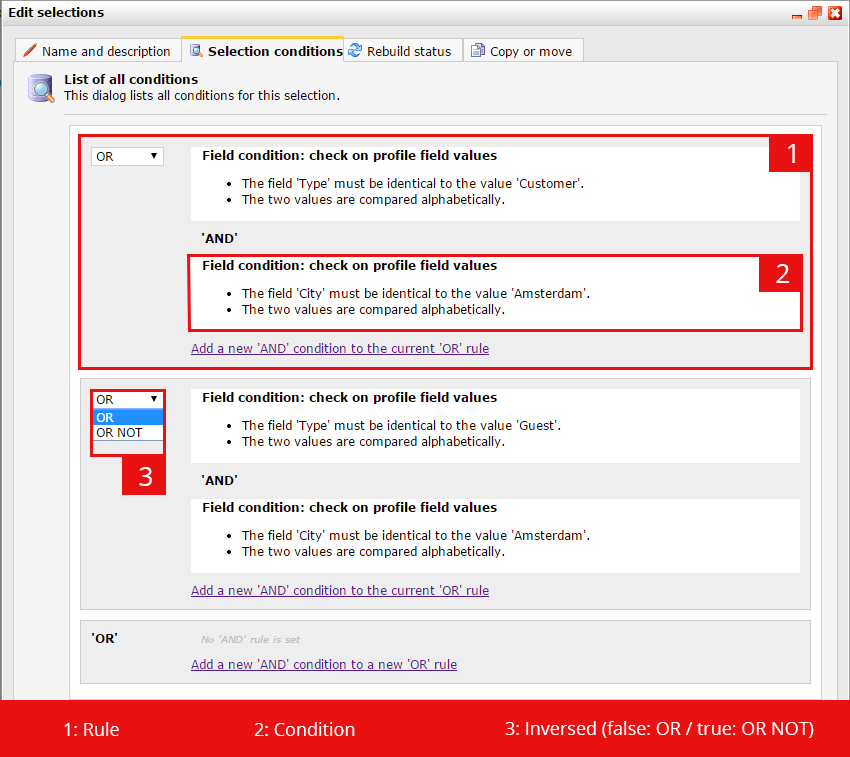 Edit selections
Name and description
Selection conditions
Rebuild status
Copy or move
List of all conditions
This dialog lists all conditions for this selection.
1
OR
Field condition: check on profile field values
• The field 'Type' must be identical to the value 'Customer'.
• The two values are compared alphabetically.
'AND'
2
Field condition: check on profile field values
• The field 'City' must be identical to the value 'Amsterdam'.
• The two values are compared alphabetically.
Add a new 'AND' condition to the current 'OR' rule
OR
OR
OR NOT
3
Field condition: check on profile field values
• The field 'Type' must be identical to the value 'Guest'.
• The two values are compared alphabetically.
'AND'
Field condition: check on profile field values
• The field 'City' must be identical to the value 'Amsterdam'.
• The two values are compared alphabetically.
Add a new 'AND' condition to the current 'OR' rule
'OR'
No 'AND' rule is set
Add a new 'AND' condition to a new 'OR' rule
1: Rule
2: Condition
3: Inversed (false: OR / true: OR NOT)